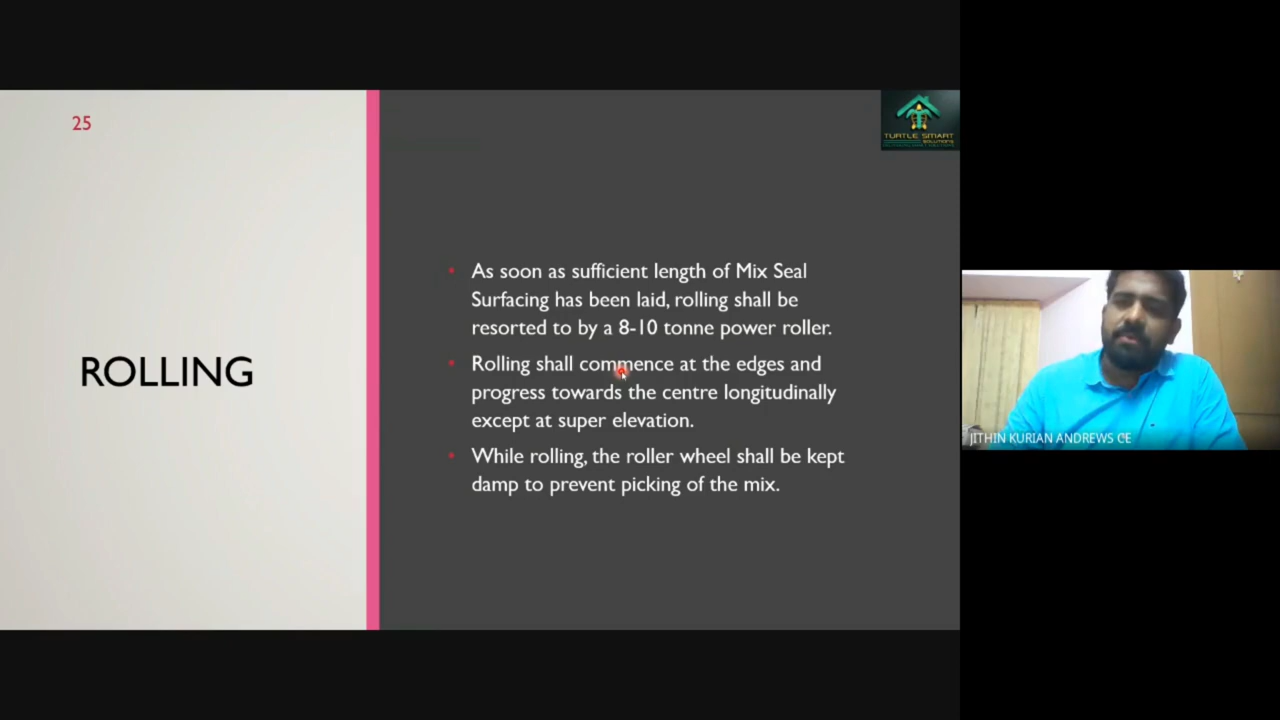 25
TURTLE SMART
SOLUTIONS
ROLLING
• As soon as sufficient length of Mix Seal
Surfacing has been laid, rolling shall be
resorted to by a 8-10 tonne power roller.
• Rolling shall commence at the edges and
progress towards the centre longitudinally
except at super elevation.
• While rolling, the roller wheel shall be kept
damp to prevent picking of the mix.
JITHIN KURIAN ANDREWS CE